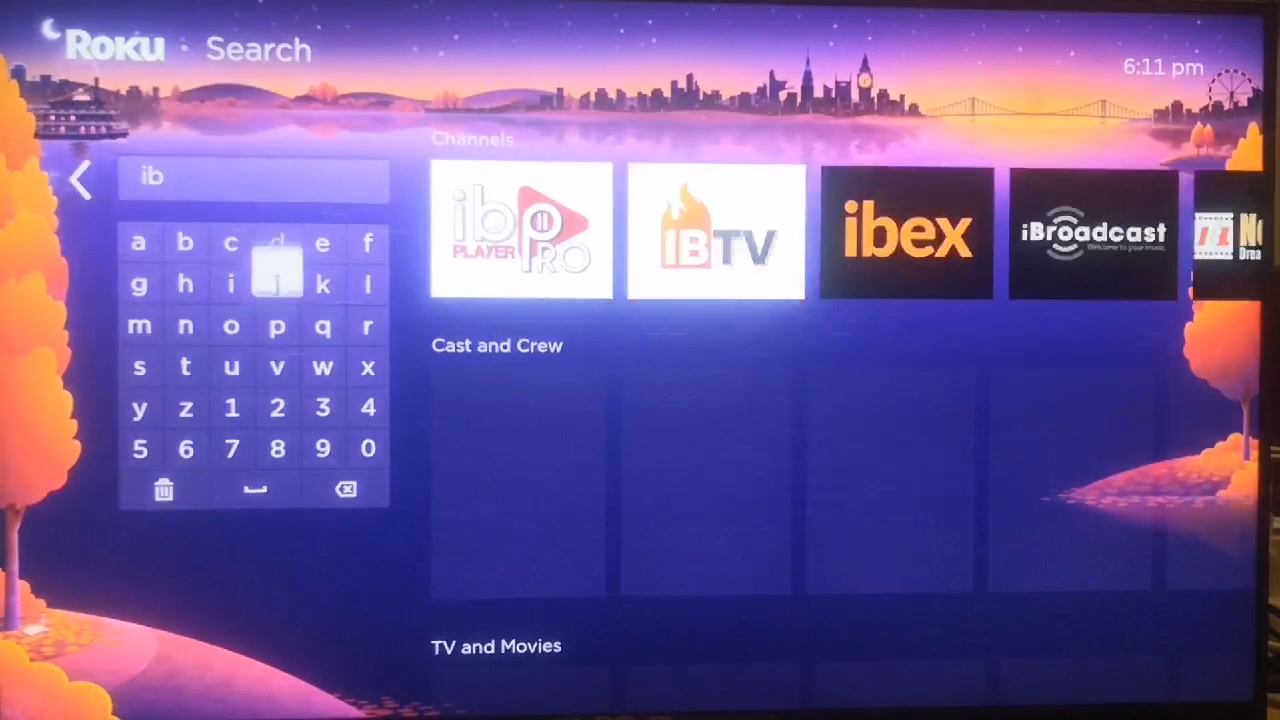 Roku · Search
6:11 pm
Channels
ib
ibp
PLAYER PRO
IBTV
ibex
iBroadcast
Welcome to your music.
a b c d e f
g h i j k l
m n o p q r
s t u v w x
y z 1 2 3 4
5 6 7 8 9 0
Cast and Crew
TV and Movies